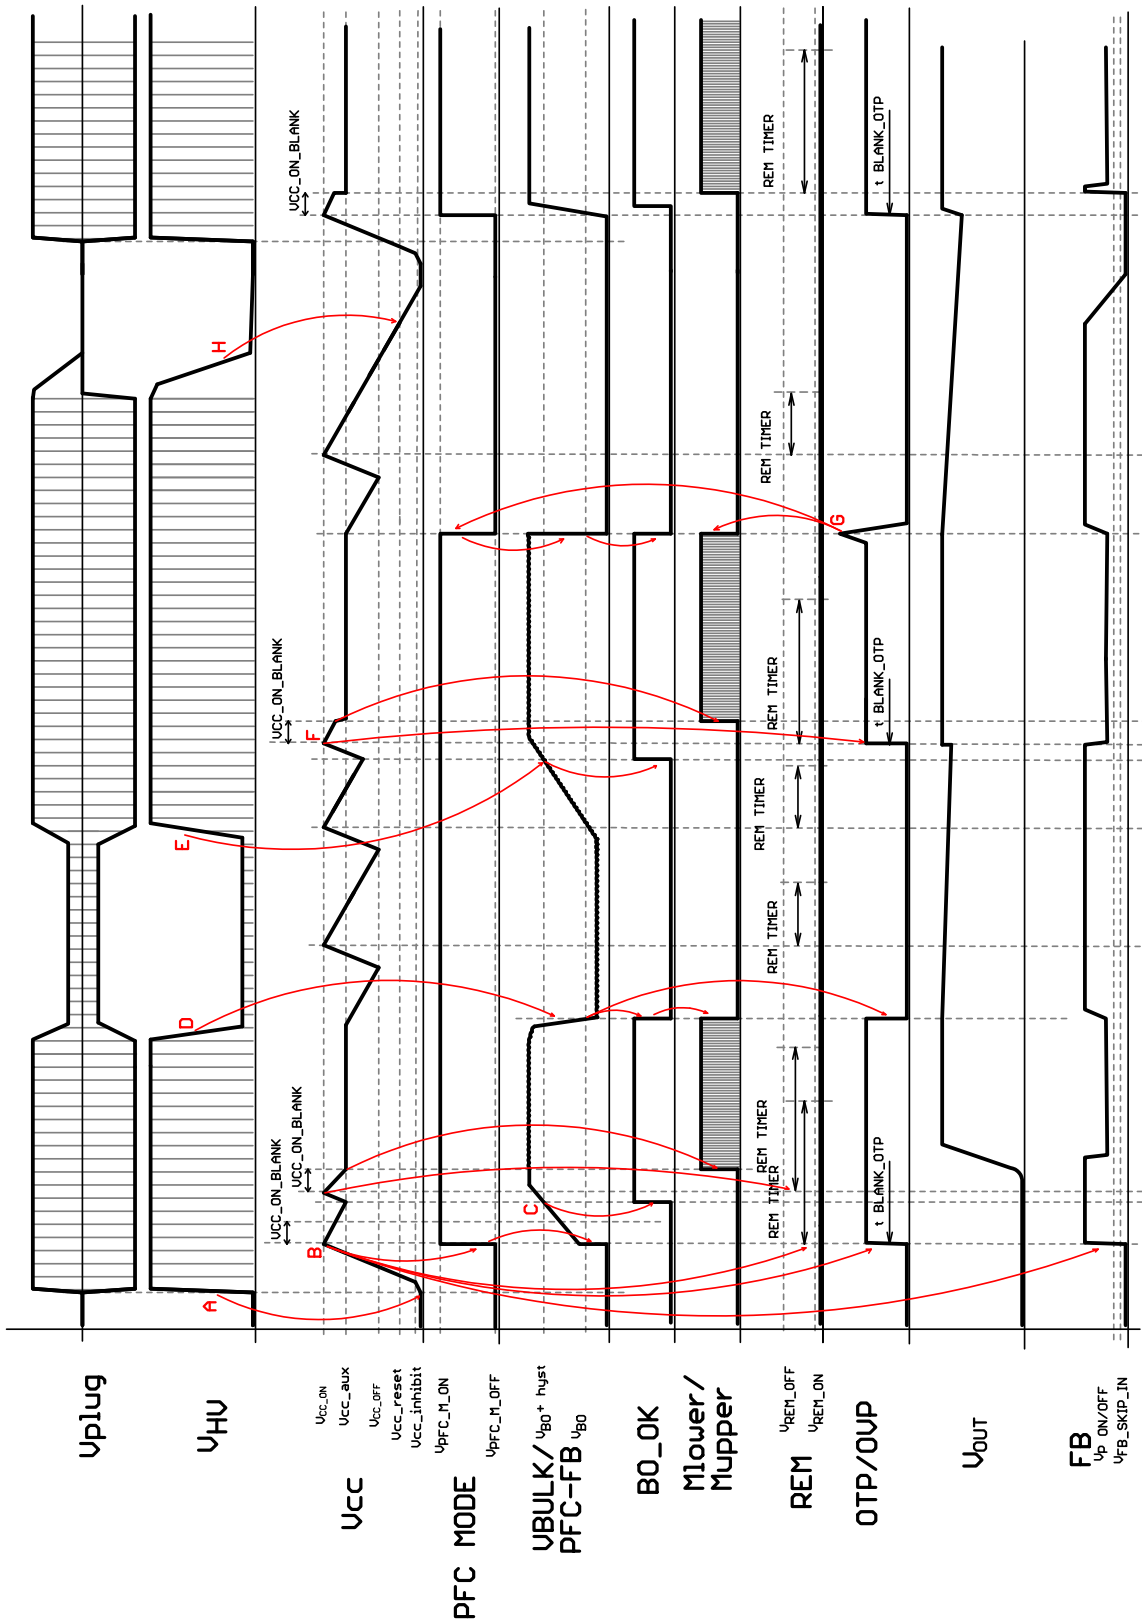 Vplug
VHV
Vcc
VCC_ON
Vcc_aux
VCC_OFF
Vcc_reset
Vcc_inhibit
VCC_ON_BLANK
VCC_ON_BLANK
VCC_ON_BLANK
VCC_ON_BLANK
PFC MODE
VPFC_M_ON
VPFC_M_OFF
VBULK/
PFC-FB
VBO+ hyst
VBO
BO_OK
Mlower/
Mupper
REM
VREM_OFF
VREM_ON
REM TIMER
REM TIMER
REM TIMER
REM TIMER
REM TIMER
REM TIMER
REM TIMER
OTP/OVP
t BLANK_OTP
t BLANK_OTP
t BLANK_OTP
VOUT
FB
VP ON/OFF
VFB_SKIP_IN
A
B
C
D
E
F
G
H